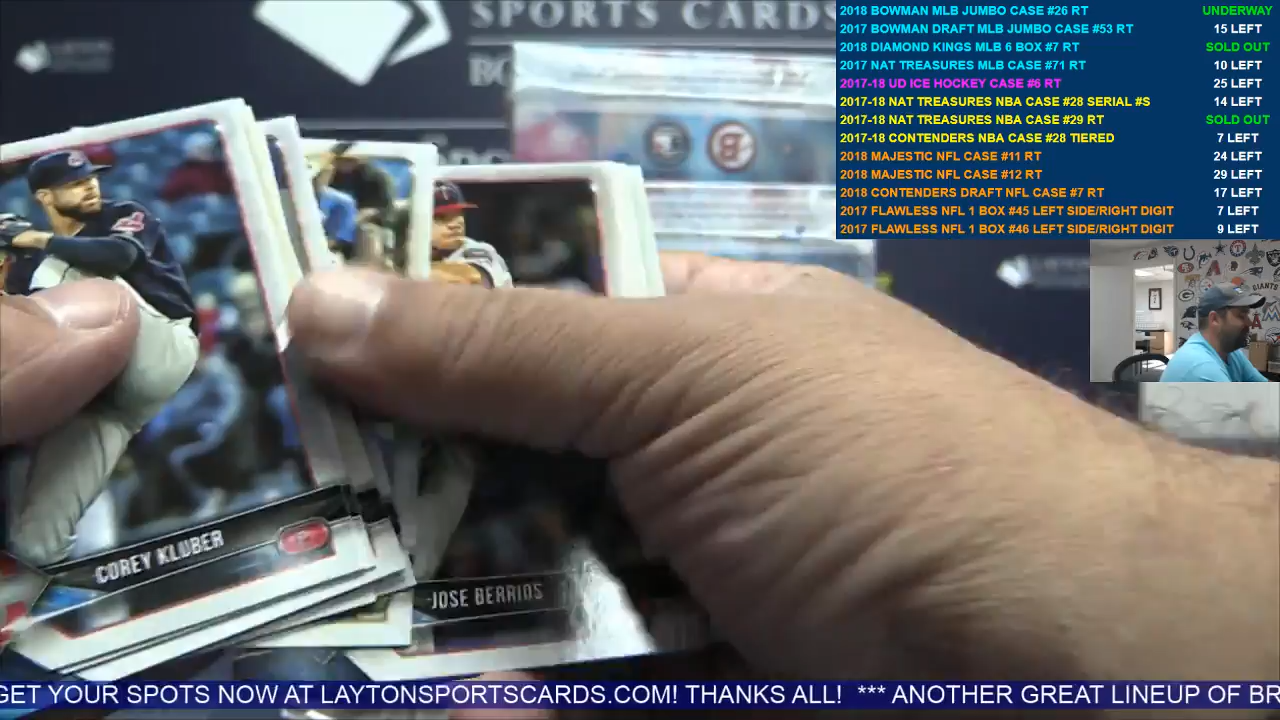 SPORTS CARDS
2018 BOWMAN MLB JUMBO CASE #26 RT UNDERWAY
2017 BOWMAN DRAFT MLB JUMBO CASE #53 RT 15 LEFT
2018 DIAMOND KINGS MLB 6 BOX #7 RT SOLD OUT
2017 NAT TREASURES MLB CASE #71 RT 10 LEFT
2017-18 UD ICE HOCKEY CASE #6 RT 25 LEFT
2017-18 NAT TREASURES NBA CASE #28 SERIAL #S 14 LEFT
2017-18 NAT TREASURES NBA CASE #29 RT SOLD OUT
2017-18 CONTENDERS NBA CASE #28 TIERED 7 LEFT
2018 MAJESTIC NFL CASE #11 RT 24 LEFT
2018 MAJESTIC NFL CASE #12 RT 29 LEFT
2018 CONTENDERS DRAFT NFL CASE #7 RT 17 LEFT
2017 FLAWLESS NFL 1 BOX #45 LEFT SIDE/RIGHT DIGIT 7 LEFT
2017 FLAWLESS NFL 1 BOX #46 LEFT SIDE/RIGHT DIGIT 9 LEFT
COREY KLUBER
JOSE BERRIOS
GET YOUR SPOTS NOW AT LAYTONSPORTSCARDS.COM! THANKS ALL! *** ANOTHER GREAT LINEUP OF BR